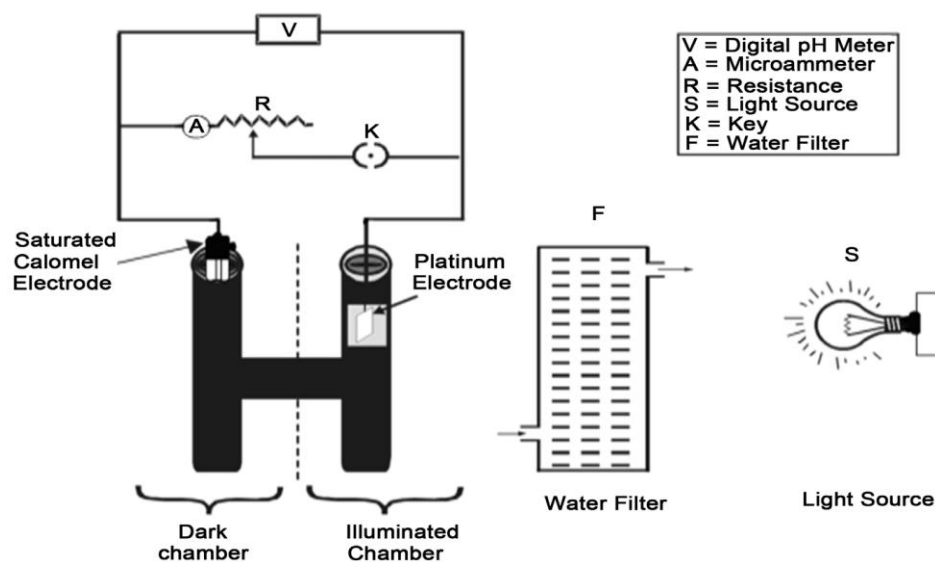 V
V = Digital pH Meter
A = Microammeter
R = Resistance
S = Light Source
K = Key
F = Water Filter
R
A
K
F
S
Saturated
Calomel
Electrode
Platinum
Electrode
Water Filter
Light Source
Dark
chamber
Illuminated
Chamber